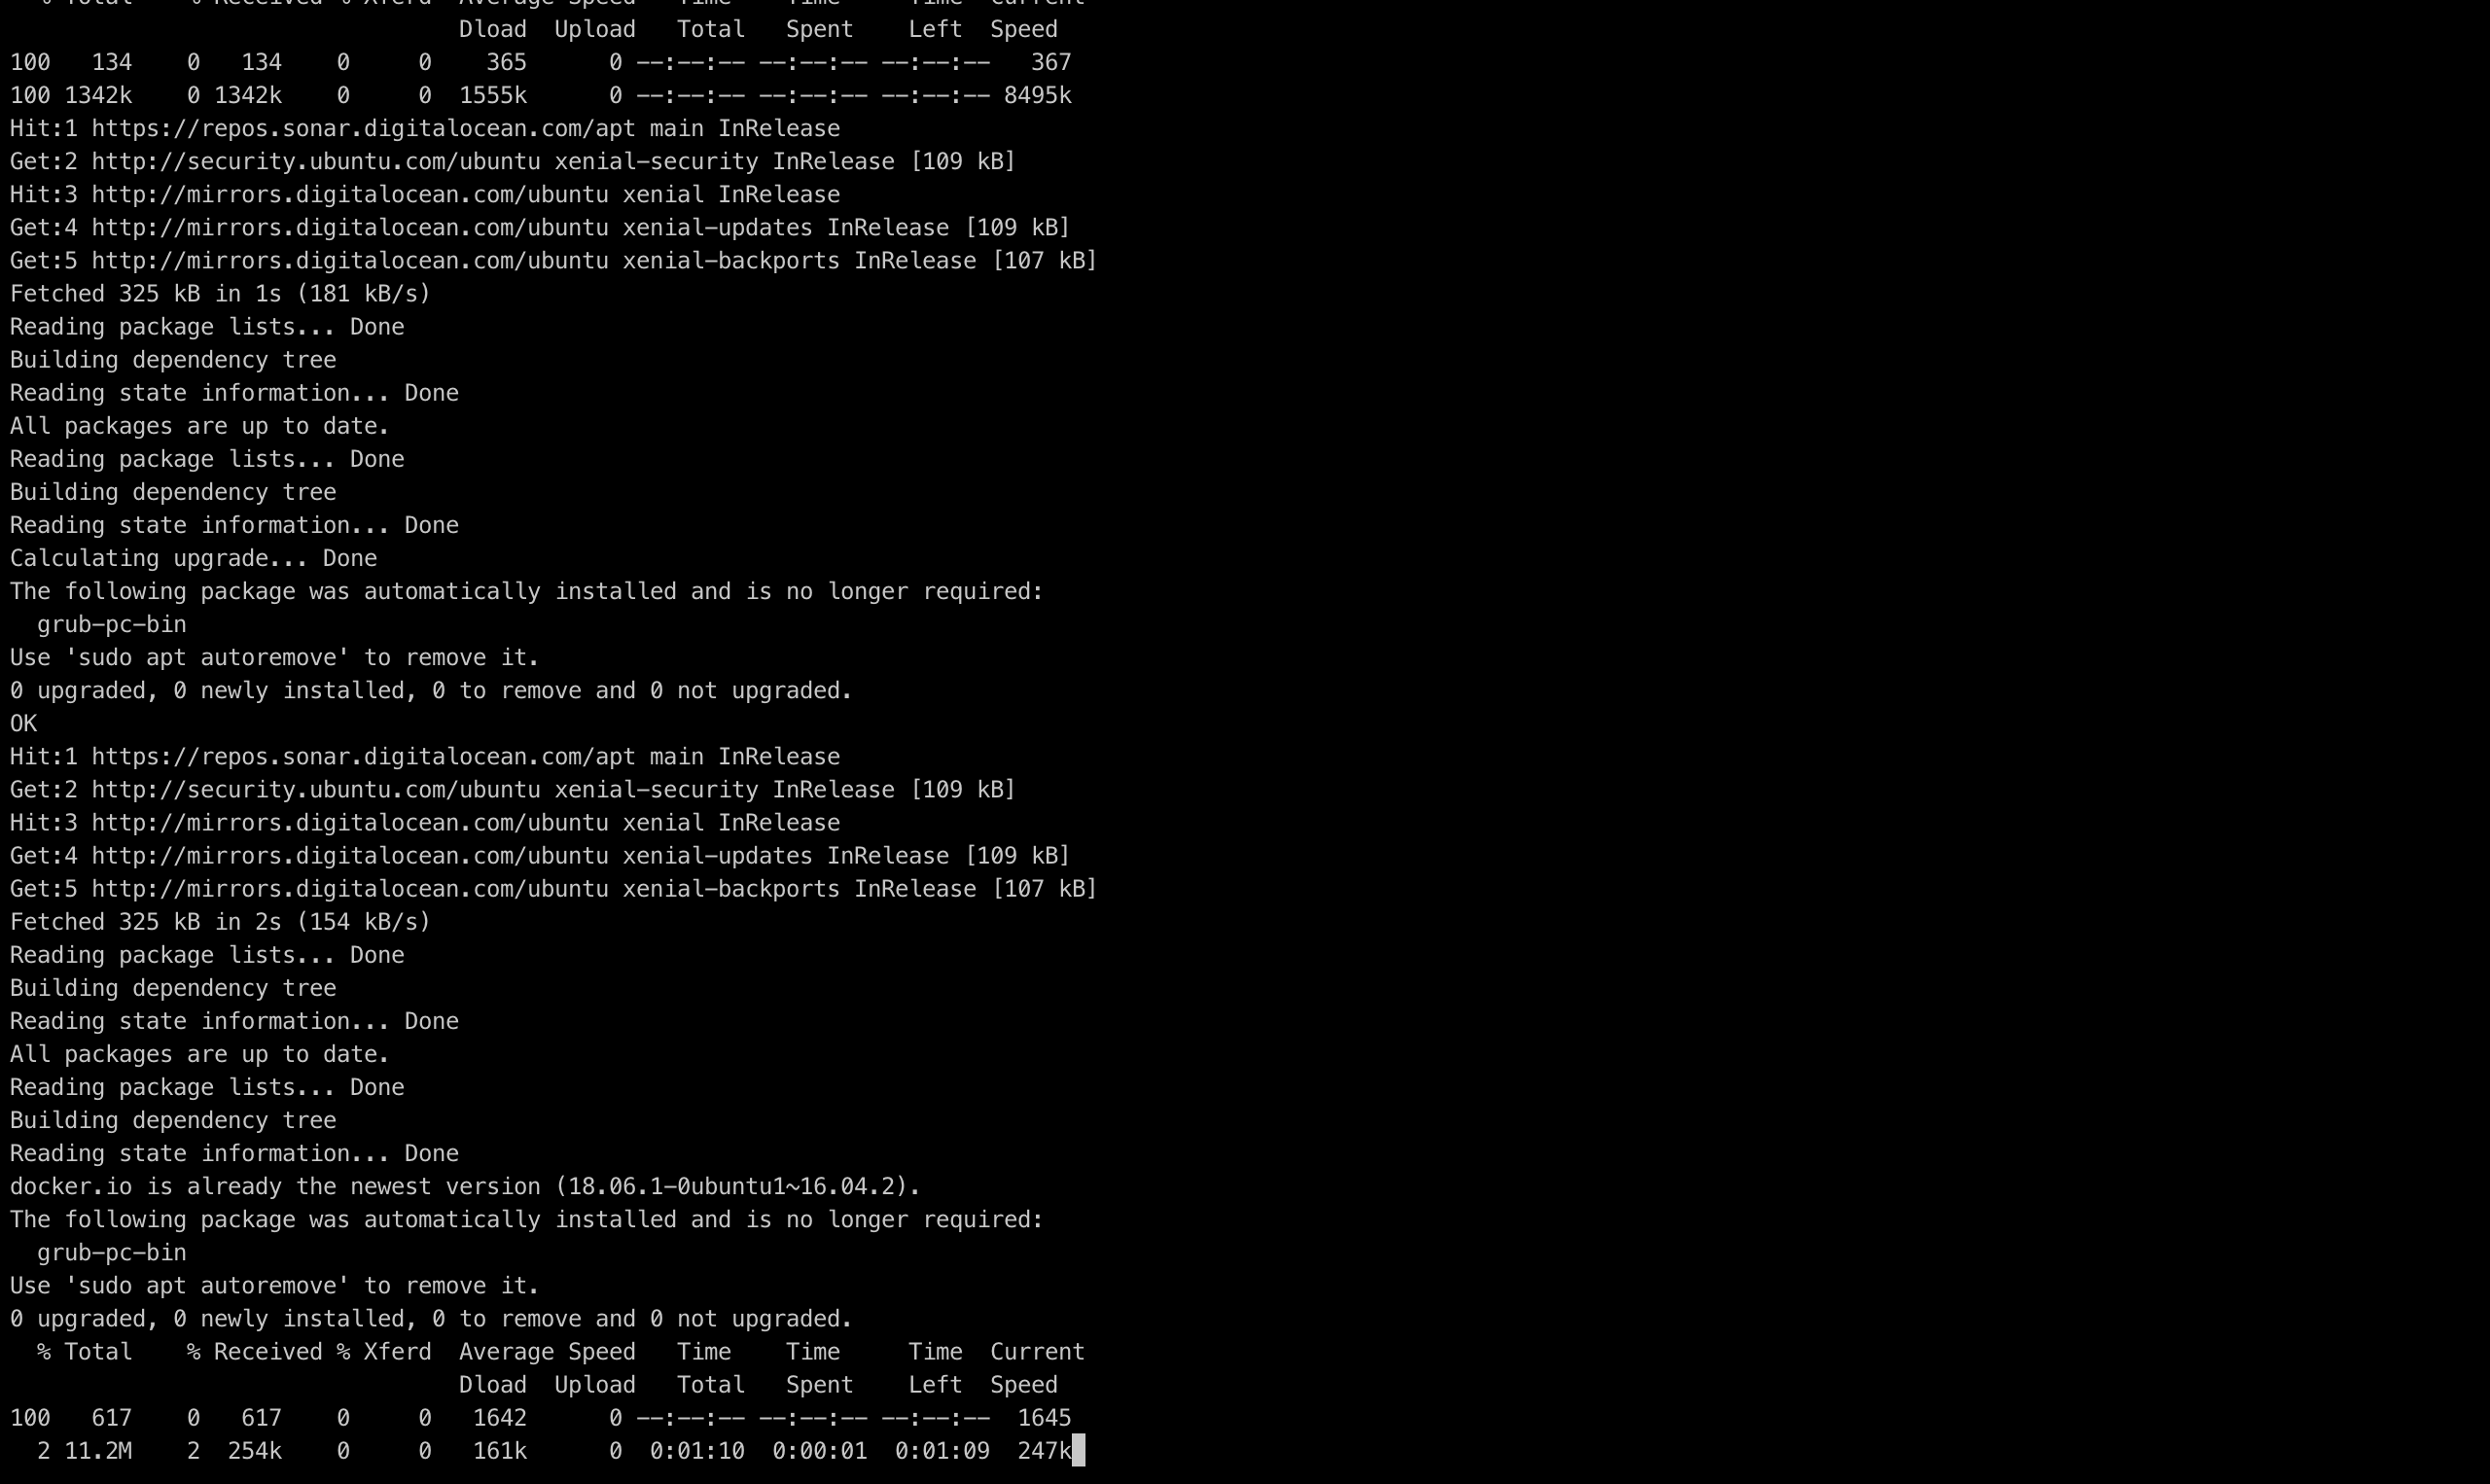 % Total    % Received % Xferd  Average Speed   Time    Time     Time  Current
                                 Dload  Upload   Total   Spent    Left  Speed
100   134    0   134    0     0    365      0 --:--:-- --:--:-- --:--:--   367
100 1342k    0 1342k    0     0  1555k      0 --:--:-- --:--:-- --:--:-- 8495k
Hit:1 https://repos.sonar.digitalocean.com/apt main InRelease
Get:2 http://security.ubuntu.com/ubuntu xenial-security InRelease [109 kB]
Hit:3 http://mirrors.digitalocean.com/ubuntu xenial InRelease
Get:4 http://mirrors.digitalocean.com/ubuntu xenial-updates InRelease [109 kB]
Get:5 http://mirrors.digitalocean.com/ubuntu xenial-backports InRelease [107 kB]
Fetched 325 kB in 1s (181 kB/s)
Reading package lists... Done
Building dependency tree
Reading state information... Done
All packages are up to date.
Reading package lists... Done
Building dependency tree
Reading state information... Done
Calculating upgrade... Done
The following package was automatically installed and is no longer required:
  grub-pc-bin
Use 'sudo apt autoremove' to remove it.
0 upgraded, 0 newly installed, 0 to remove and 0 not upgraded.
OK
Hit:1 https://repos.sonar.digitalocean.com/apt main InRelease
Get:2 http://security.ubuntu.com/ubuntu xenial-security InRelease [109 kB]
Hit:3 http://mirrors.digitalocean.com/ubuntu xenial InRelease
Get:4 http://mirrors.digitalocean.com/ubuntu xenial-updates InRelease [109 kB]
Get:5 http://mirrors.digitalocean.com/ubuntu xenial-backports InRelease [107 kB]
Fetched 325 kB in 2s (154 kB/s)
Reading package lists... Done
Building dependency tree
Reading state information... Done
All packages are up to date.
Reading package lists... Done
Building dependency tree
Reading state information... Done
docker.io is already the newest version (18.06.1-0ubuntu1~16.04.2).
The following package was automatically installed and is no longer required:
  grub-pc-bin
Use 'sudo apt autoremove' to remove it.
0 upgraded, 0 newly installed, 0 to remove and 0 not upgraded.
  % Total    % Received % Xferd  Average Speed   Time    Time     Time  Current
                                 Dload  Upload   Total   Spent    Left  Speed
100   617    0   617    0     0   1642      0 --:--:-- --:--:-- --:--:--  1645
  2 11.2M    2  254k    0     0   161k      0  0:01:10  0:00:01  0:01:09  247k